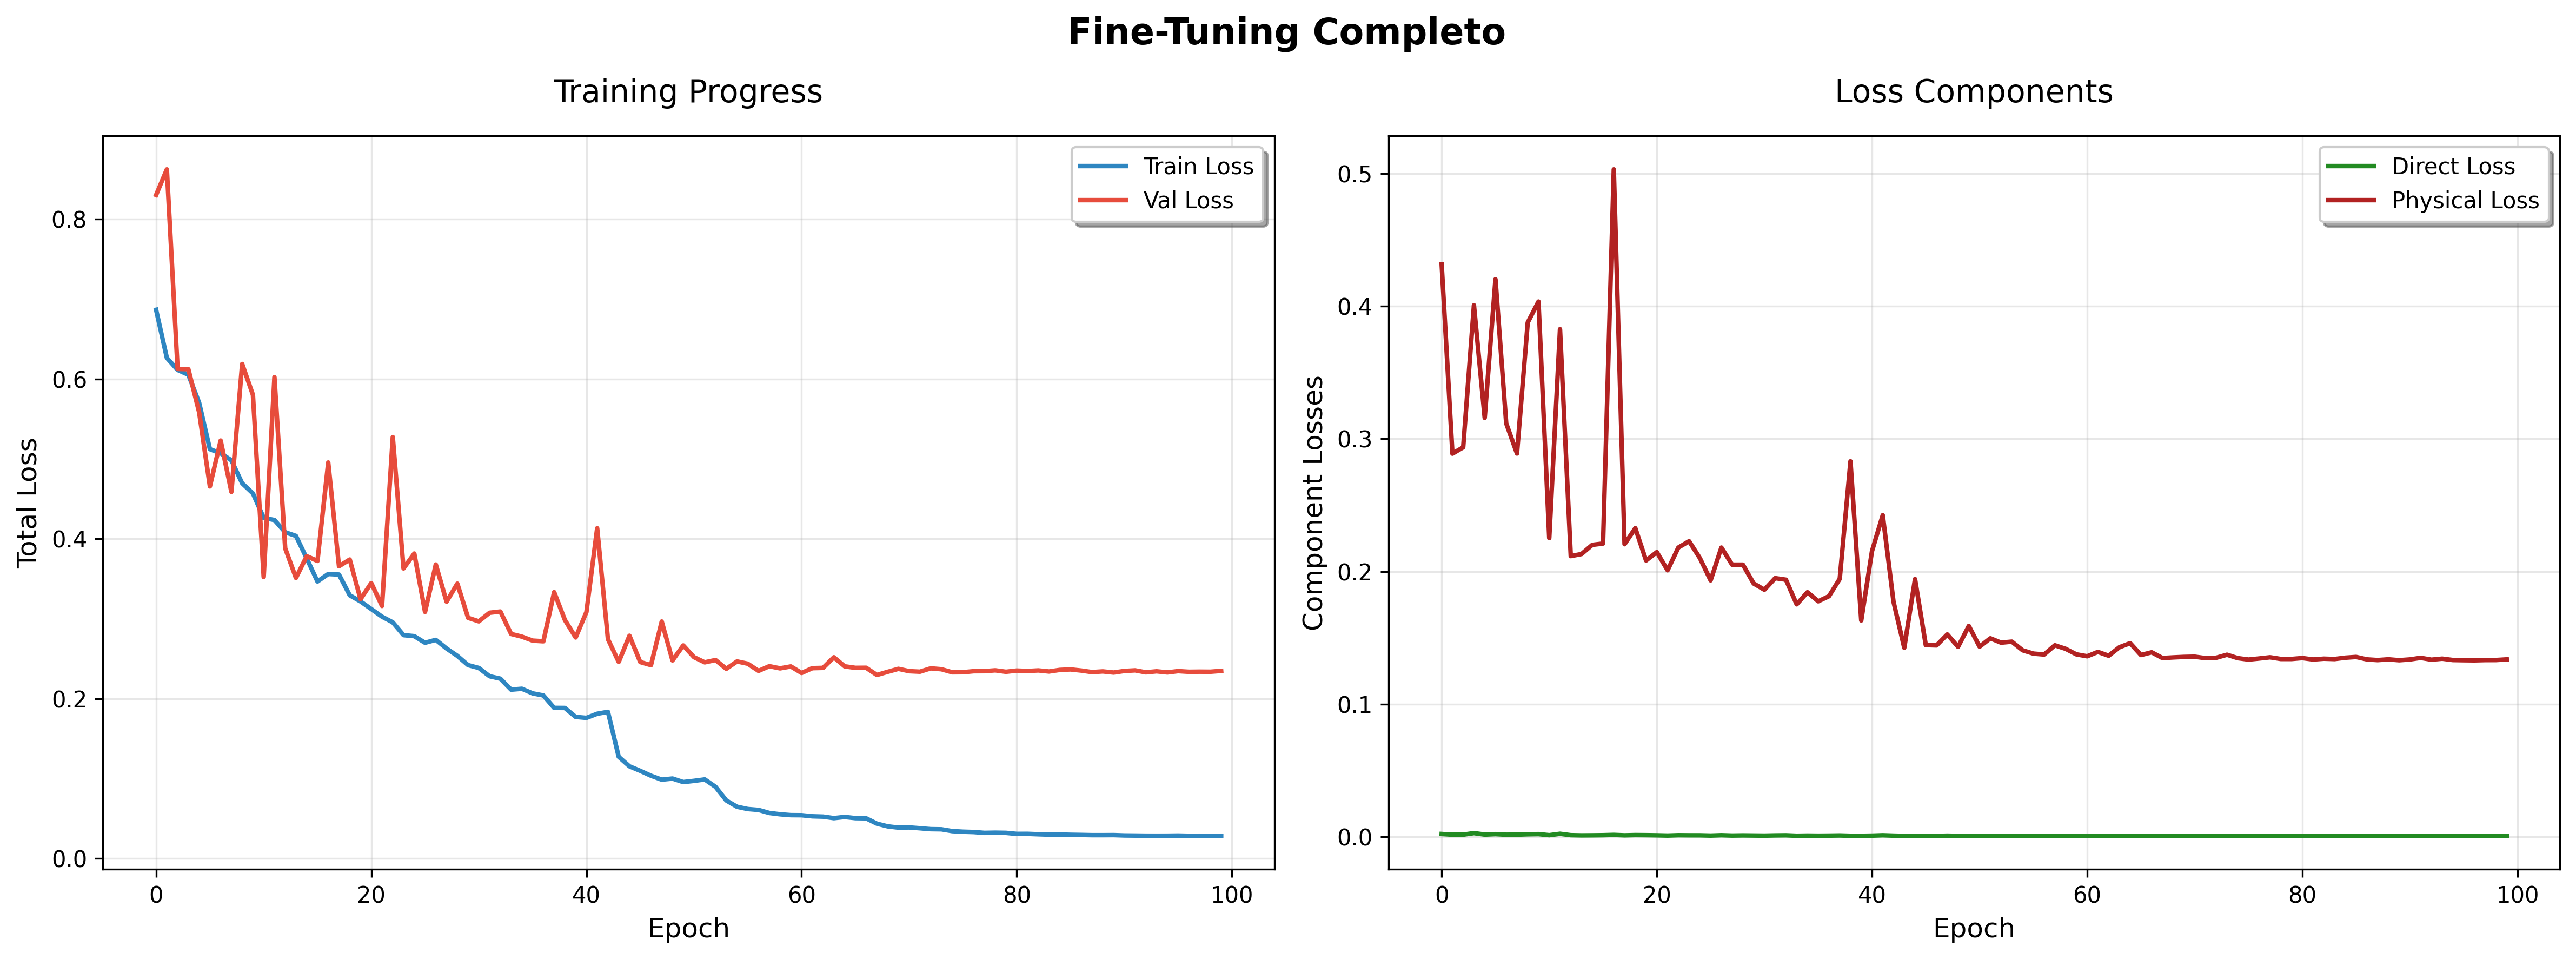 Fine-Tuning Completo
Training Progress
Total Loss
0.8
0.6
0.4
0.2
0.0
Train Loss
Val Loss
0
20
40
60
80
100
Epoch
Loss Components
Component Losses
0.5
0.4
0.3
0.2
0.1
0.0
Direct Loss
Physical Loss
0
20
40
60
80
100
Epoch